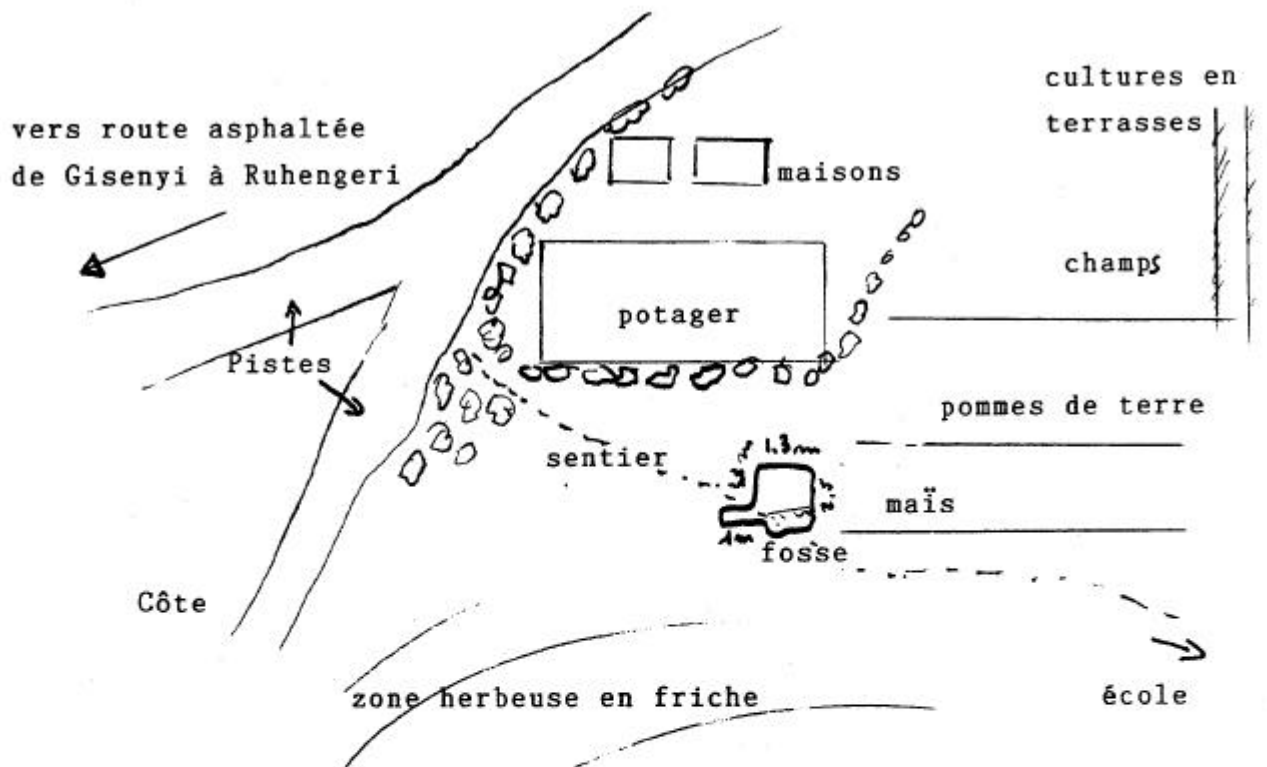 cultures en
terrasses
vers route asphaltée
de Gisenyi à Ruhengeri
maisons
champs
potager
Pistes
pommes de terre
1.3m
sentier
maïs
1m
fosse
Côte
zone herbeuse en friche
école